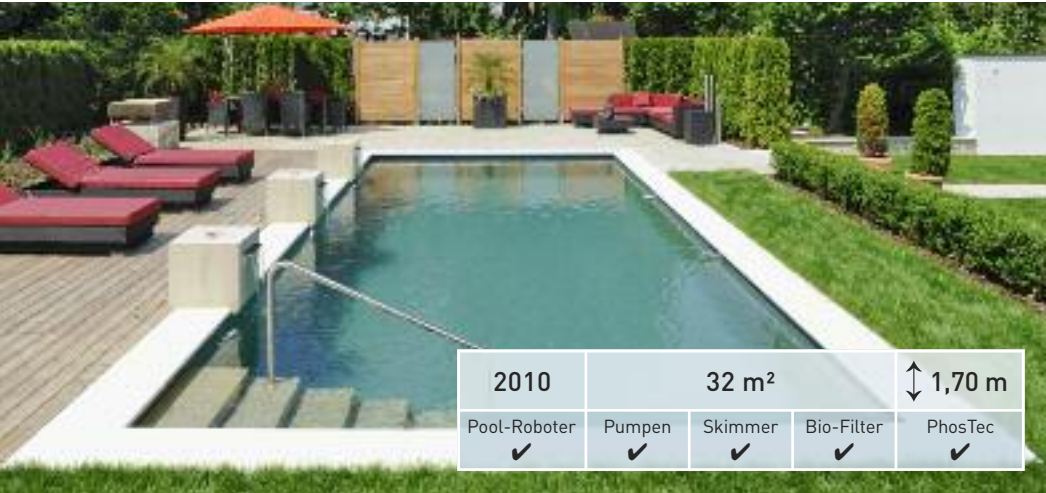 2010 32 m² ↕ 1,70 m
Pool-Roboter Pumpen Skimmer Bio-Filter PhosTec
✔ ✔ ✔ ✔ ✔